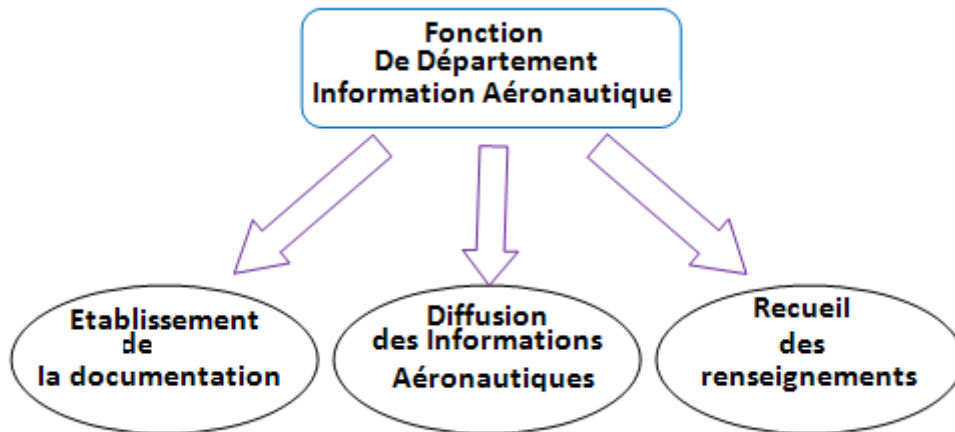 Fonction
De Département
Information Aéronautique
Etablissement
de
la documentation
Diffusion
des Informations
Aéronautiques
Recueil
des
renseignements